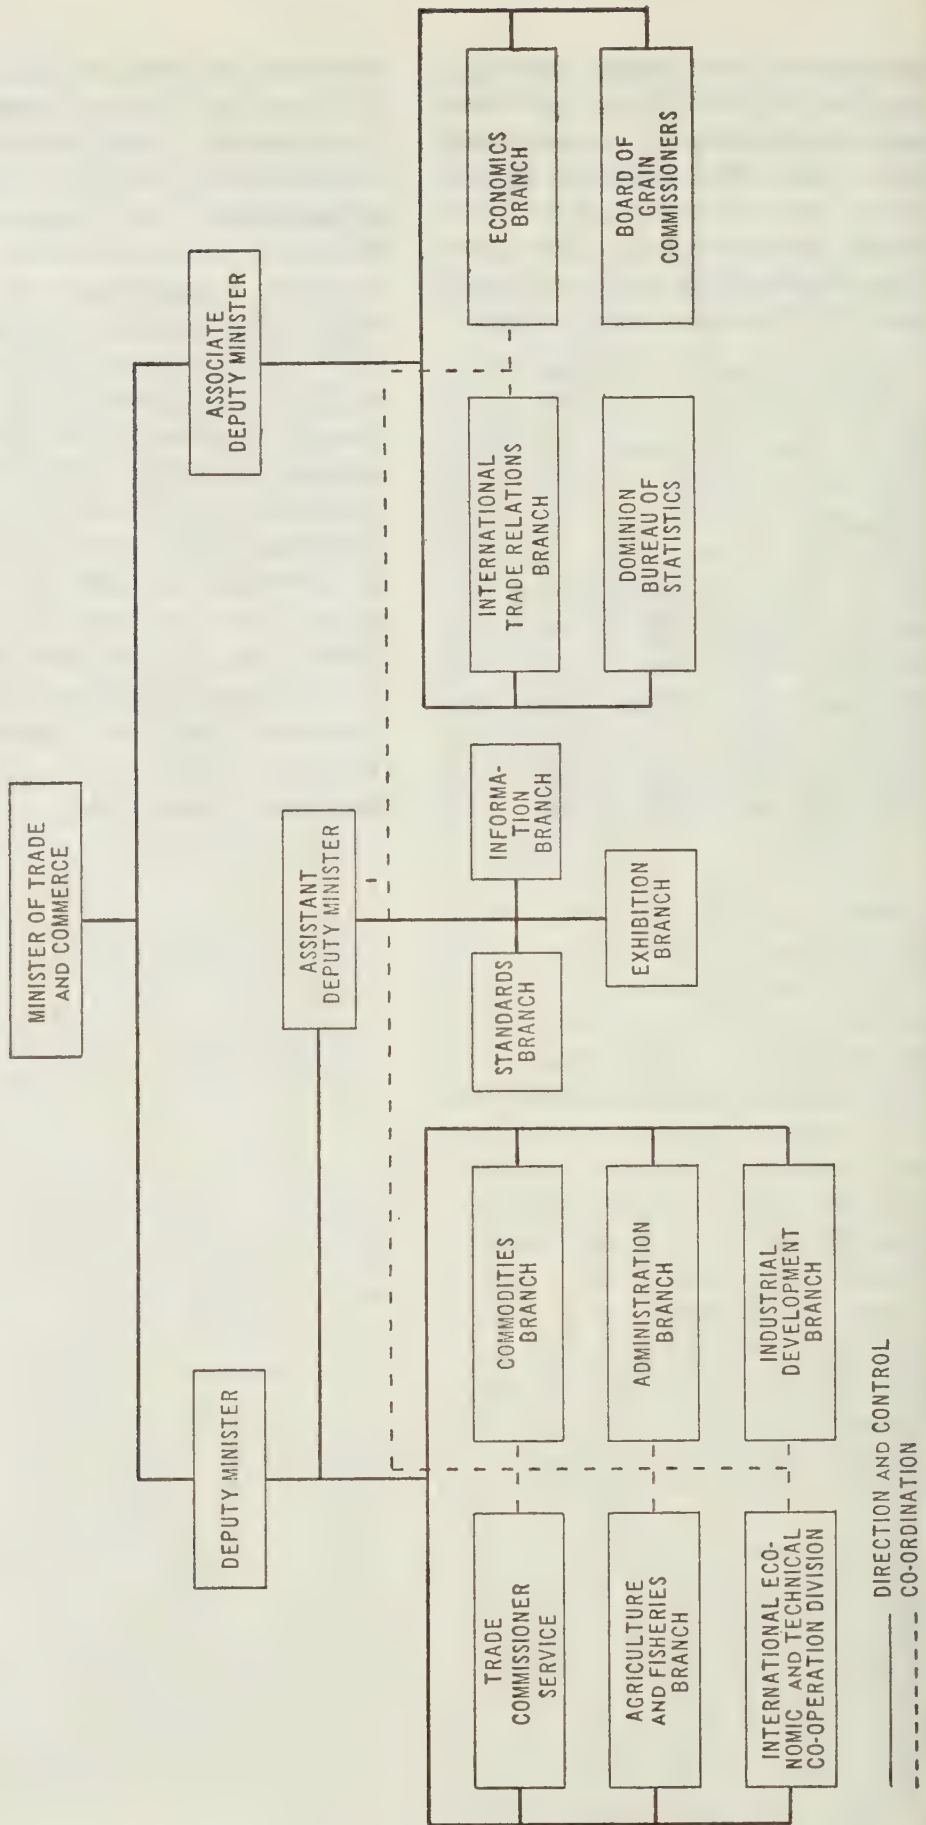 MINISTER OF TRADE
AND COMMERCE
DEPUTY MINISTER
ASSOCIATE
DEPUTY MINISTER
ASSISTANT
DEPUTY MINISTER
TRADE
COMMISSIONER
SERVICE
COMMODITIES
BRANCH
STANDARDS
BRANCH
INFORMA-
TION
BRANCH
INTERNATIONAL
TRADE RELATIONS
BRANCH
ECONOMICS
BRANCH
AGRICULTURE
AND FISHERIES
BRANCH
ADMINISTRATION
BRANCH
EXHIBITION
BRANCH
DOMINION
BUREAU OF
STATISTICS
BOARD OF
GRAIN
COMMISSIONERS
INTERNATIONAL ECO-
NOMIC AND TECHNICAL
CO-OPERATION DIVISION
INDUSTRIAL
DEVELOPMENT
BRANCH
DIRECTION AND CONTROL
CO-ORDINATION